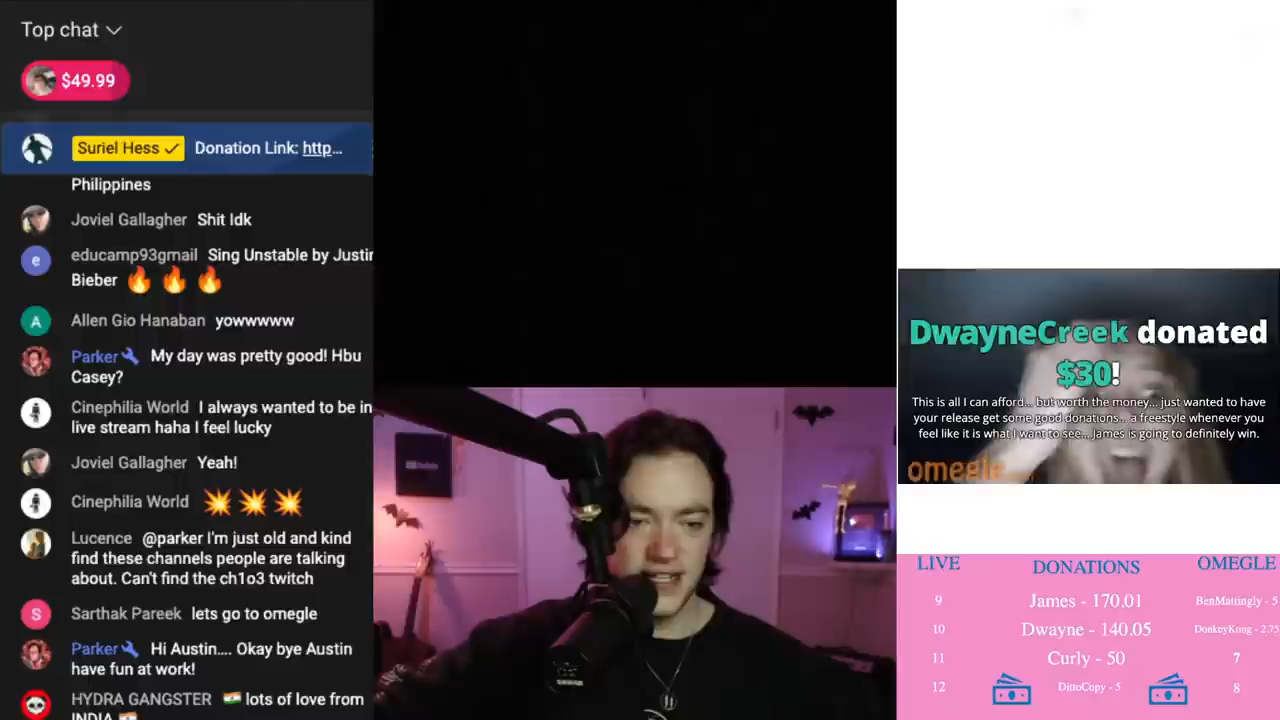 Top chat
$49.99
Suriel Hess Donation Link: http...
Philippines
Joviel Gallagher Shit Idk
educamp93gmail Sing Unstable by Justin
Bieber
Allen Gio Hanaban yowwwww
Parker My day was pretty good! Hbu
Casey?
Cinephilia World I always wanted to be in
live stream haha I feel lucky
Joviel Gallagher Yeah!
Cinephilia World
Lucence @parker I'm just old and kind
find these channels people are talking
about. Can't find the ch1o3 twitch
Sarthak Pareek lets go to omegle
Parker Hi Austin.... Okay bye Austin
have fun at work!
HYDRA GANGSTER lots of love from
INDIA
DwayneCreek donated
$30!
This is all I can afford... but worth the money... just wanted to have
your release get some good donations... a freestyle whenever you
feel like it is what I want to see...James is going to definitely win.
omegle
LIVE DONATIONS OMEGLE
9 James - 170.01 BenMattingly - 5
10 Dwayne - 140.05 DonkeyKong - 2.75
11 Curly - 50 7
12 DittoCopy - 5 8